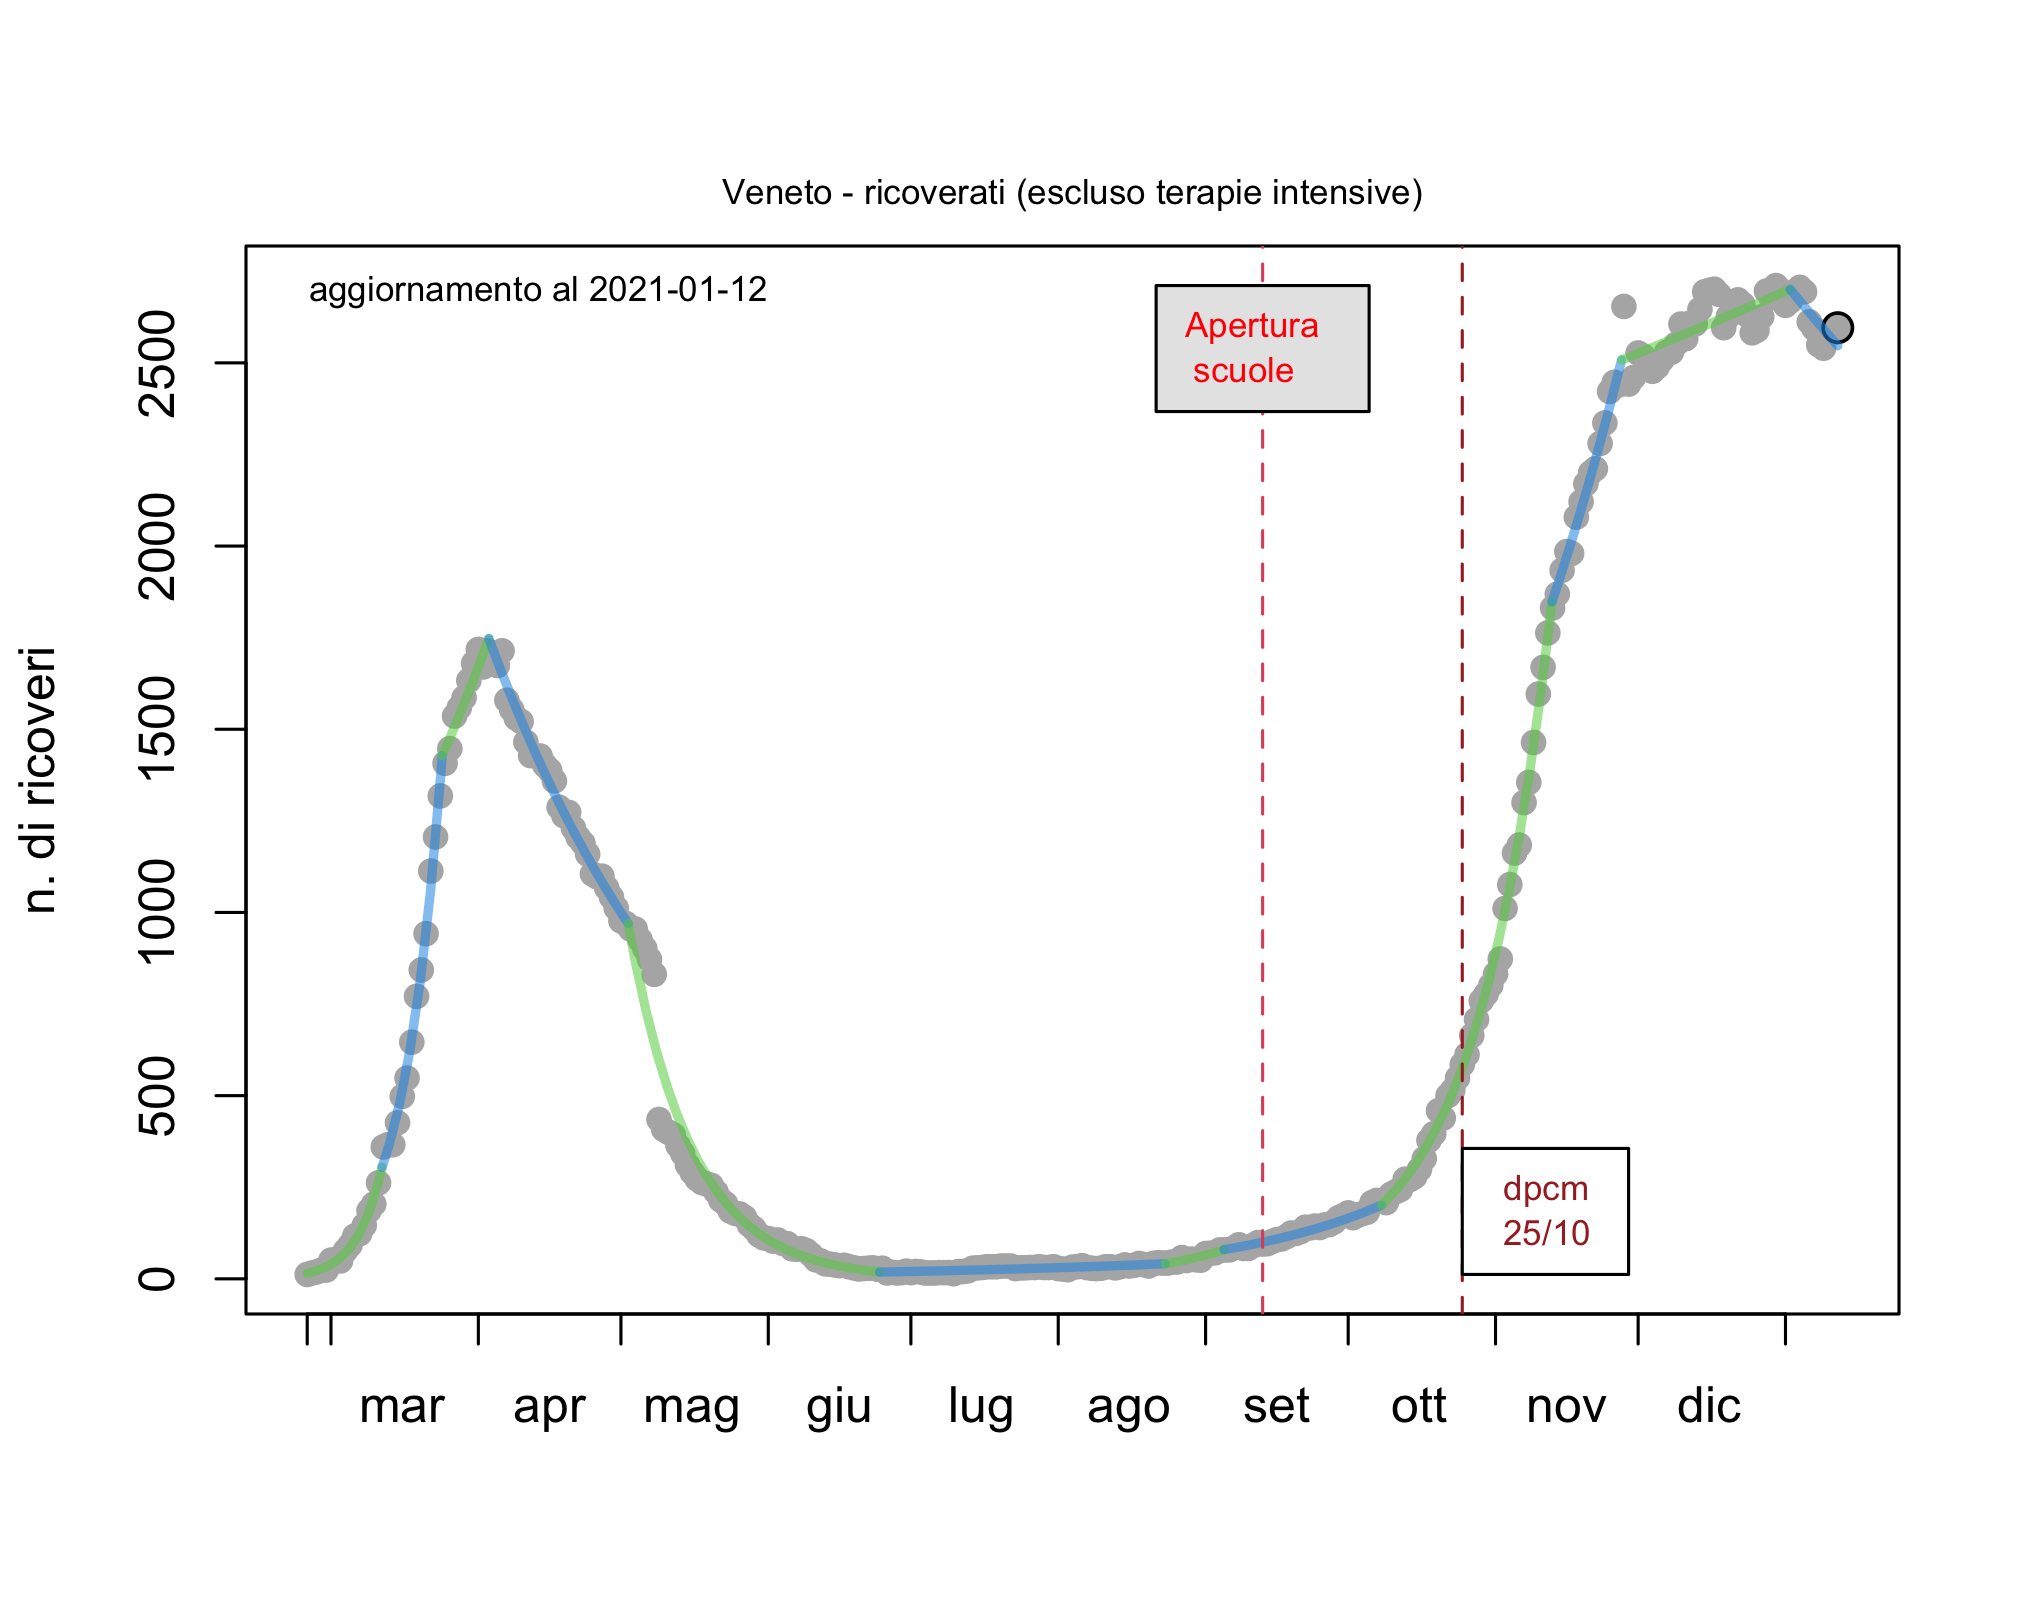 Veneto - ricoverati (escluso terapie intensive)
aggiornamento al 2021-01-12
Apertura
scuole
dpcm
25/10
n. di ricoveri
2500
2000
1500
1000
500
0
mar apr mag giu lug ago set ott nov dic